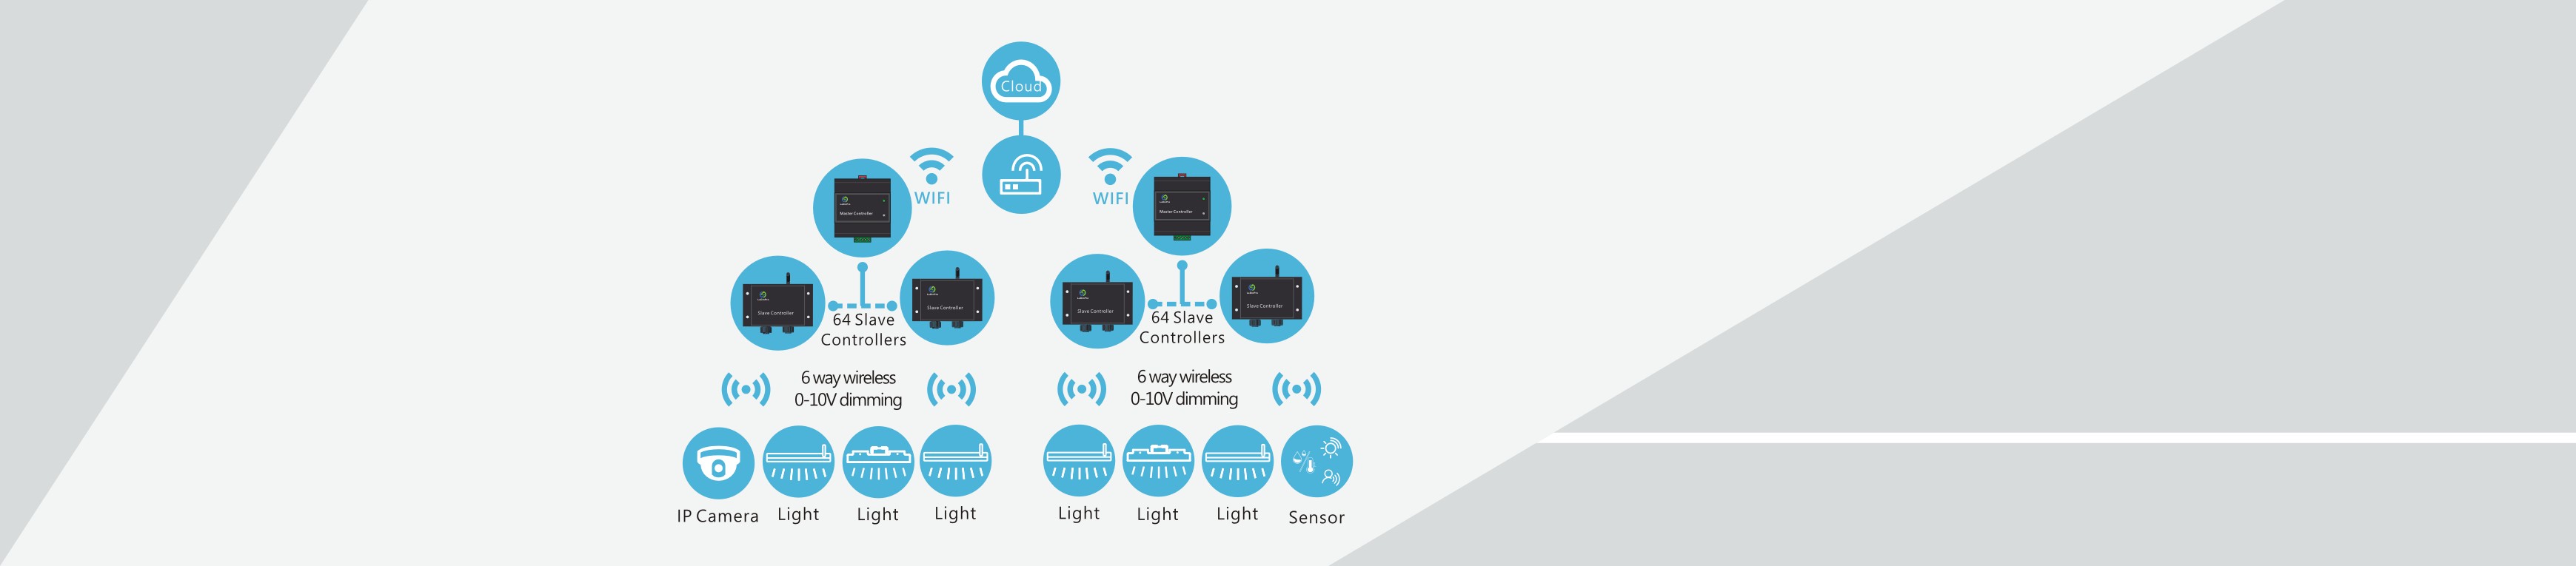 Cloud
WIFI
WIFI
Master Controller
Master Controller
Slave Controller
Slave Controller
Slave Controller
Slave Controller
64 Slave
Controllers
64 Slave
Controllers
6 way wireless
0-10V dimming
6 way wireless
0-10V dimming
IP Camera
Light
Light
Light
Light
Light
Light
Sensor